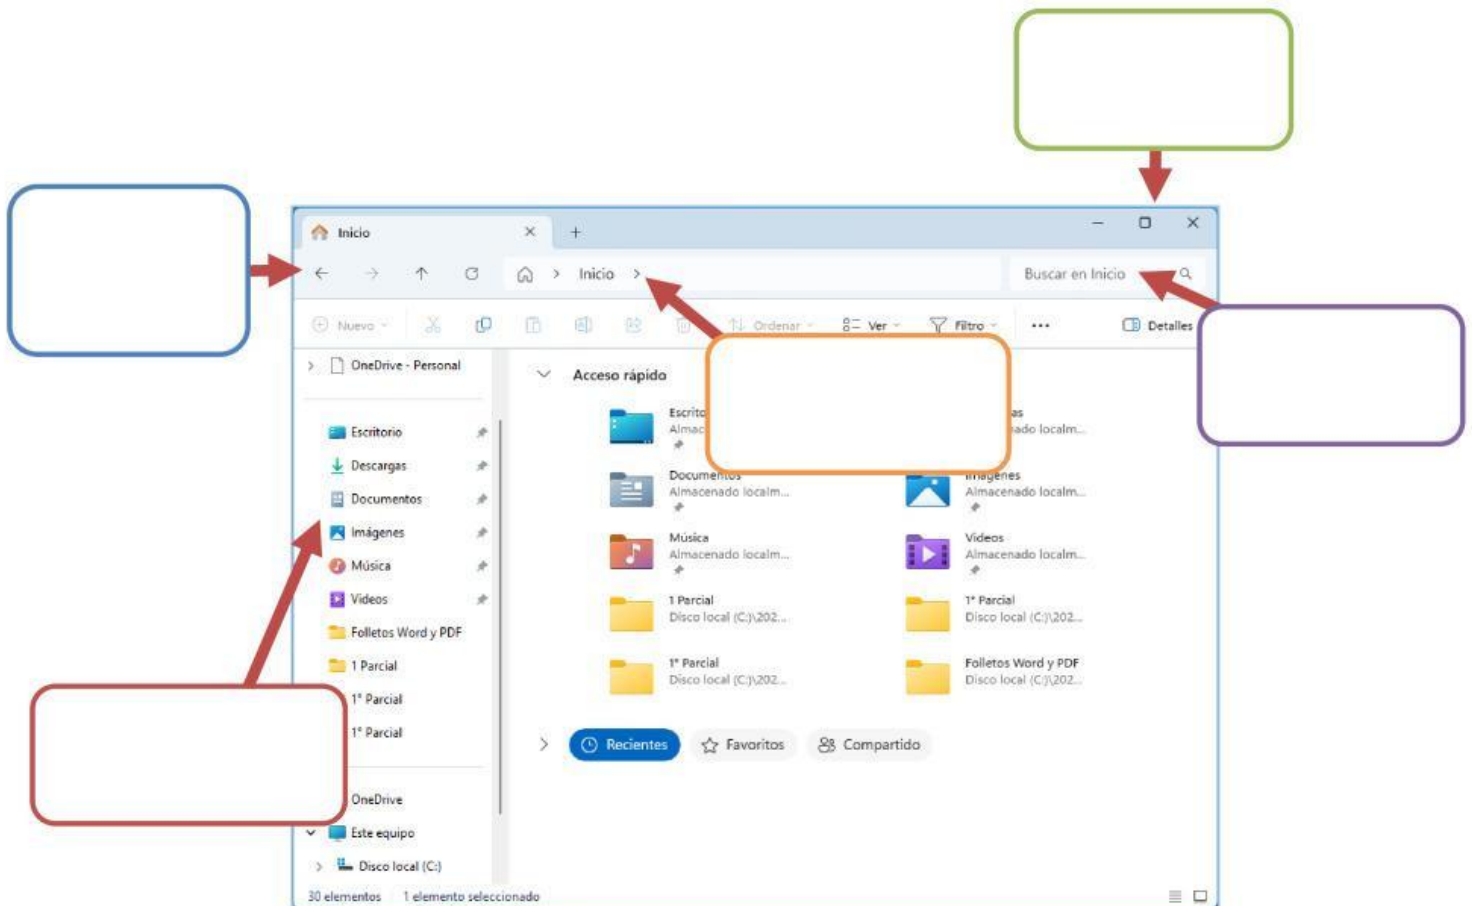 Inicio
Inicio
Buscar en Inicio
Nuevo
Ordenar
Ver
Filtro
...
Detalles
OneDrive - Personal
Escritorio
Descargas
Documentos
Imágenes
Música
Videos
Folletos Word y PDF
1 Parcial
1° Parcial
1° Parcial
OneDrive
Este equipo
Disco local (C:)
Acceso rápido
Documentos
Almacenado localm...
Imágenes
Almacenado localm...
Música
Almacenado localm...
Videos
Almacenado localm...
1 Parcial
Disco local (C:)\202...
1° Parcial
Disco local (C:)\202...
1° Parcial
Disco local (C:)\202...
Folletos Word y PDF
Disco local (C:)\202...
Recientes
Favoritos
Compartido
30 elementos
1 elemento seleccionado